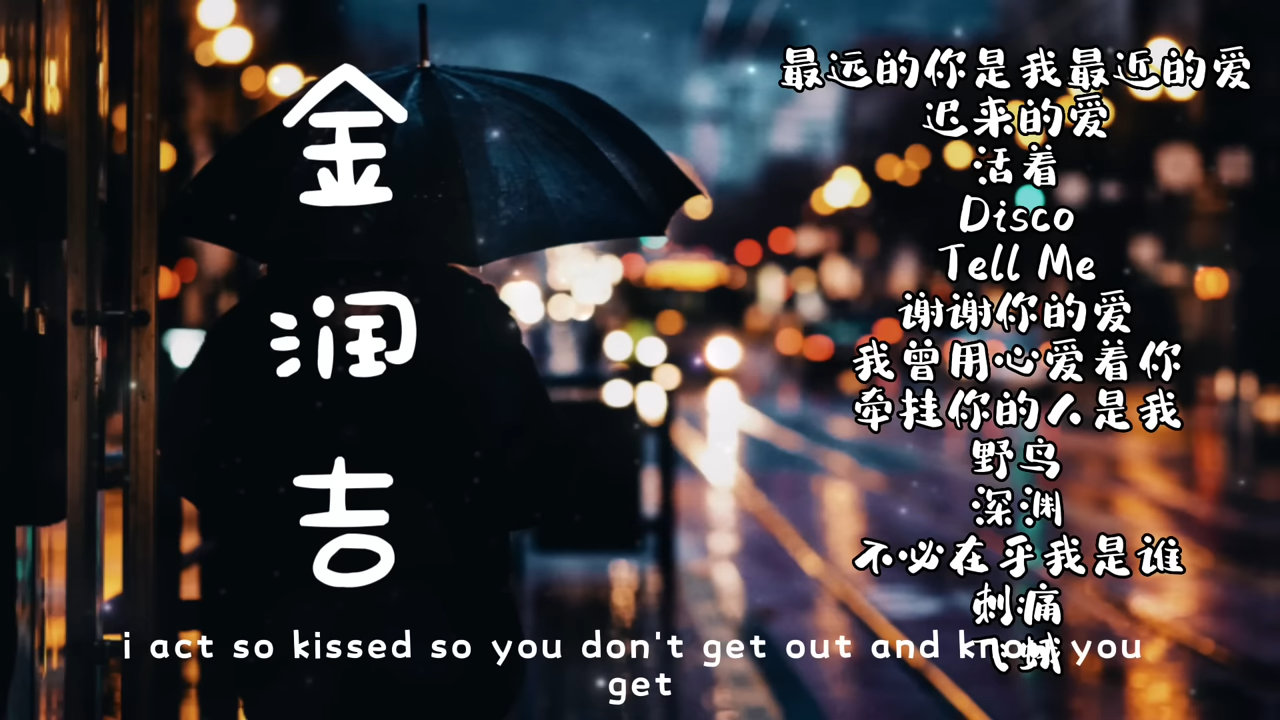 金润吉
最远的你是我最近的爱
迟来的爱
活着
Disco
Tell Me
谢谢你的爱
我曾用心爱着你
牵挂你的人是我
野鸟
深渊
不必在乎我是谁
刺痛
飞蛾
i act so kissed so you don't get out and know you
get